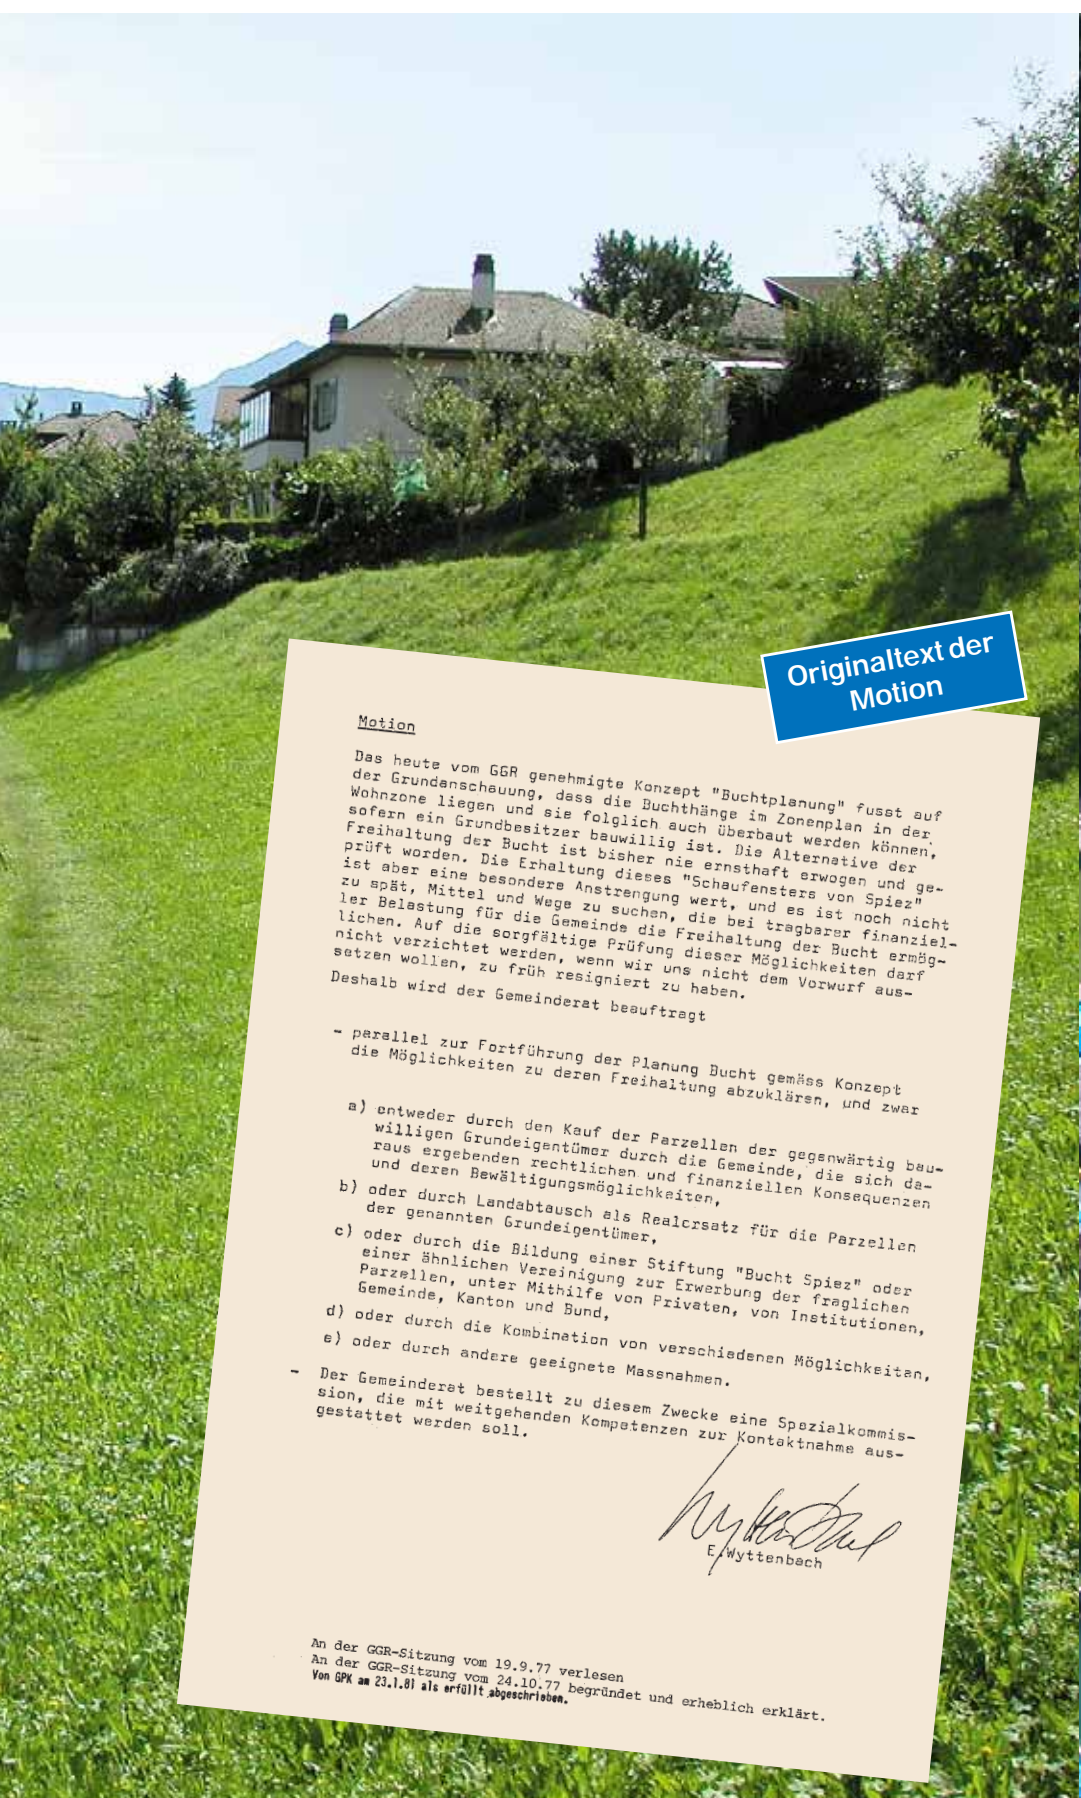 Originaltext der
Motion
Motion
Das heute vom GGR genehmigte Konzept "Buchtplanung" fusst auf
der Grundanschauung, dass die Buchthänge im Zonenplan in der
Wohnzone liegen und sie folglich auch überbaut werden können,
sofern ein Grundbesitzer bauwillig ist. Die Alternative der
Freihaltung der Bucht ist bisher nie ernsthaft erwogen und ge-
prüft worden. Die Erhaltung dieses "Schaufensters von Spiez"
ist aber eine besondere Anstrengung wert, und es ist noch nicht
zu spät, Mittel und Wege zu suchen, die bei tragbarer finanziel-
ler Belastung für die Gemeinde die Freihaltung der Bucht ermög-
lichen. Auf die sorgfältige Prüfung dieser Möglichkeiten darf
nicht verzichtet werden, wenn wir uns nicht dem Vorwurf aus-
setzen wollen, zu früh resigniert zu haben.
Deshalb wird der Gemeinderat beauftragt
- parallel zur Fortführung der Planung Bucht gemäss Konzept
die Möglichkeiten zu deren Freihaltung abzuklären, und zwar
a) entweder durch den Kauf der Parzellen der gegenwärtig bau-
willigen Grundeigentümer durch die Gemeinde, die sich da-
raus ergebenden rechtlichen und finanziellen Konsequenzen
und deren Bewältigungsmöglichkeiten,
b) oder durch Landabtausch als Realersatz für die Parzellen
der genannten Grundeigentümer,
c) oder durch die Bildung einer Stiftung "Bucht Spiez" oder
einer ähnlichen Vereinigung zur Erwerbung der fraglichen
Parzellen, unter Mithilfe von Privaten, von Institutionen,
Gemeinde, Kanton und Bund,
d) oder durch die Kombination von verschiedenen Möglichkeiten,
e) oder durch andere geeignete Massnahmen.
- Der Gemeinderat bestellt zu diesem Zwecke eine Spezialkommis-
sion, die mit weitgehenden Kompetenzen zur Kontaktnahme aus-
gestattet werden soll.
Wyttenbach
E.Wyttenbach
An der GGR-Sitzung vom 19.9.77 verlesen
An der GGR-Sitzung vom 24.10.77 begründet und erheblich erklärt.
Von GPK am 23.1.81 als erfüllt abgeschrieben.